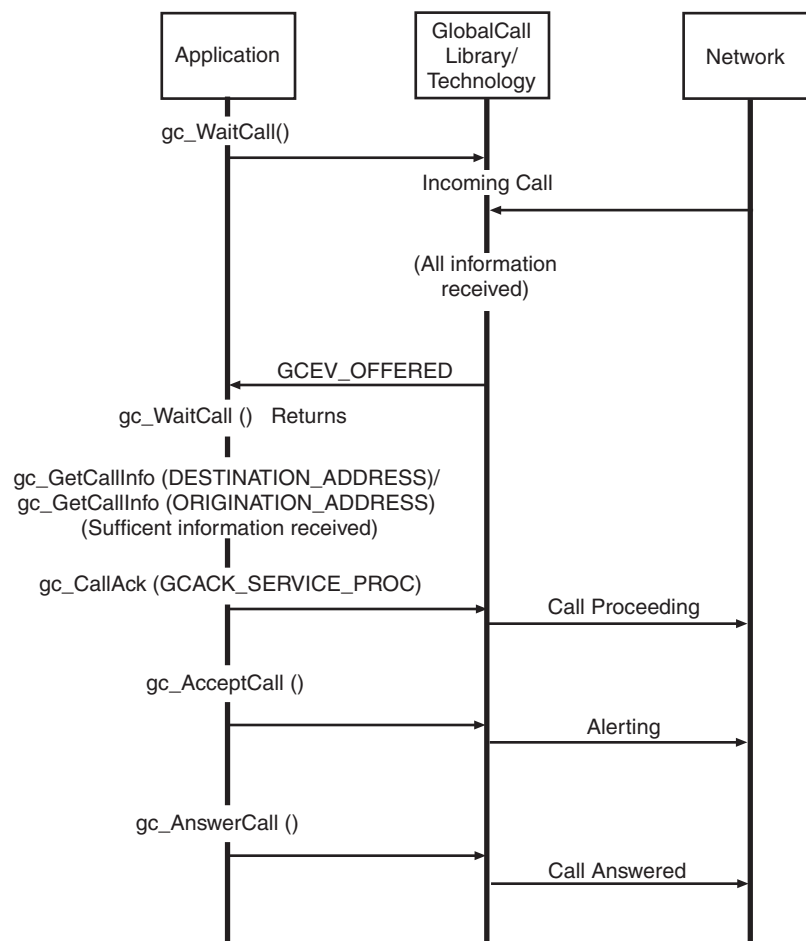 Application
GlobalCall
Library/
Technology
Network
gc_WaitCall()
Incoming Call
(All information
received)
GCEV_OFFERED
gc_WaitCall () Returns
gc_GetCallInfo (DESTINATION_ADDRESS)/
gc_GetCallInfo (ORIGINATION_ADDRESS)
(Sufficent information received)
gc_CallAck (GCACK_SERVICE_PROC)
Call Proceeding
gc_AcceptCall ()
Alerting
gc_AnswerCall ()
Call Answered